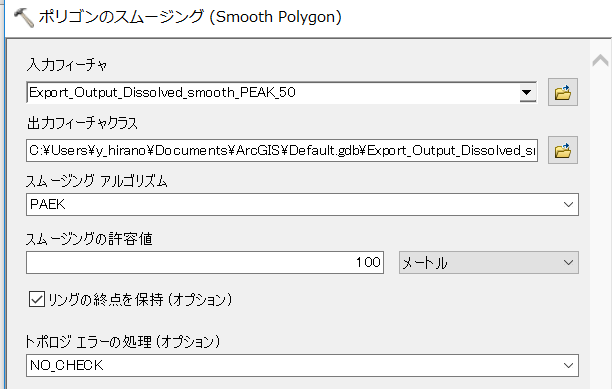 ポリゴンのスムージング (Smooth Polygon)
入力フィーチャ
Export_Output_Dissolved_smooth_PEAK_50
出力フィーチャクラス
C:¥Users¥y_hirano¥Documents¥ArcGIS¥Default.gdb¥Export_Output_Dissolved_sm
スムージング アルゴリズム
PAEK
スムージングの許容値
100 メートル
リングの終点を保持 (オプション)
トポロジ エラーの処理 (オプション)
NO_CHECK